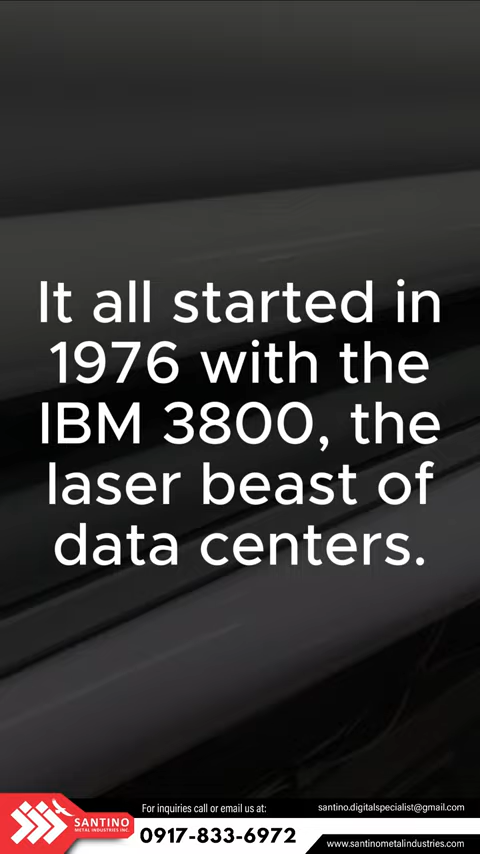 It all started in
1976 with the
IBM 3800, the
laser beast of
data centers.
For inquiries call or email us at:
santino.digitalspecialist@gmail.com
SANTINO
METAL INDUSTRIES INC.
0917-833-6972
www.santinometalindustries.com